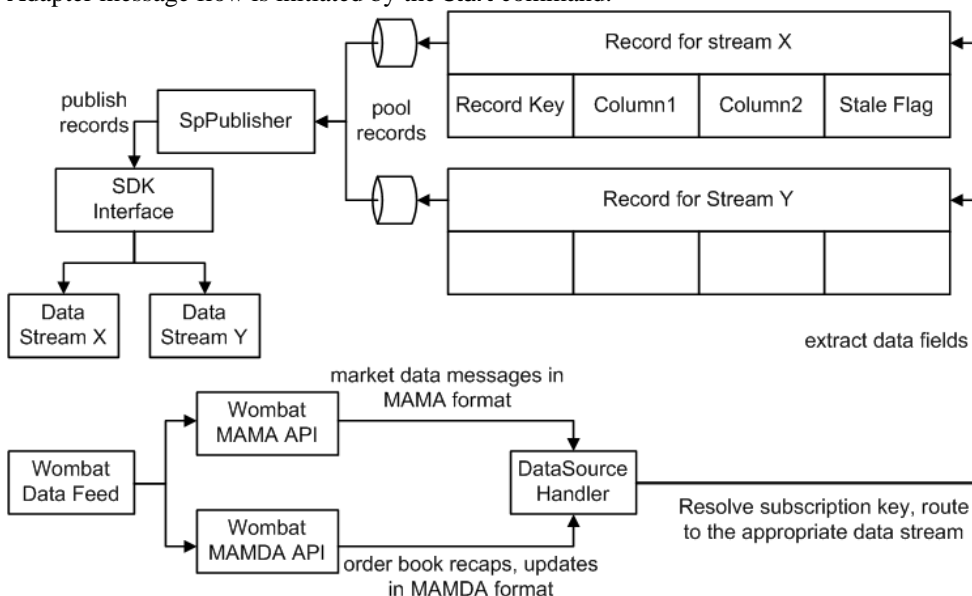 Adapter message flow is initiated by the Start command.
Record for stream X
Record Key
Column1
Column2
Stale Flag
publish
records
SpPublisher
pool
records
SDK
Interface
Record for Stream Y
Data
Stream X
Data
Stream Y
extract data fields
market data messages in
MAMA format
Wombat
MAMA API
Wombat
Data Feed
DataSource
Handler
Resolve subscription key, route
to the appropriate data stream
Wombat
MAMDA API
order book recaps, updates
in MAMDA format